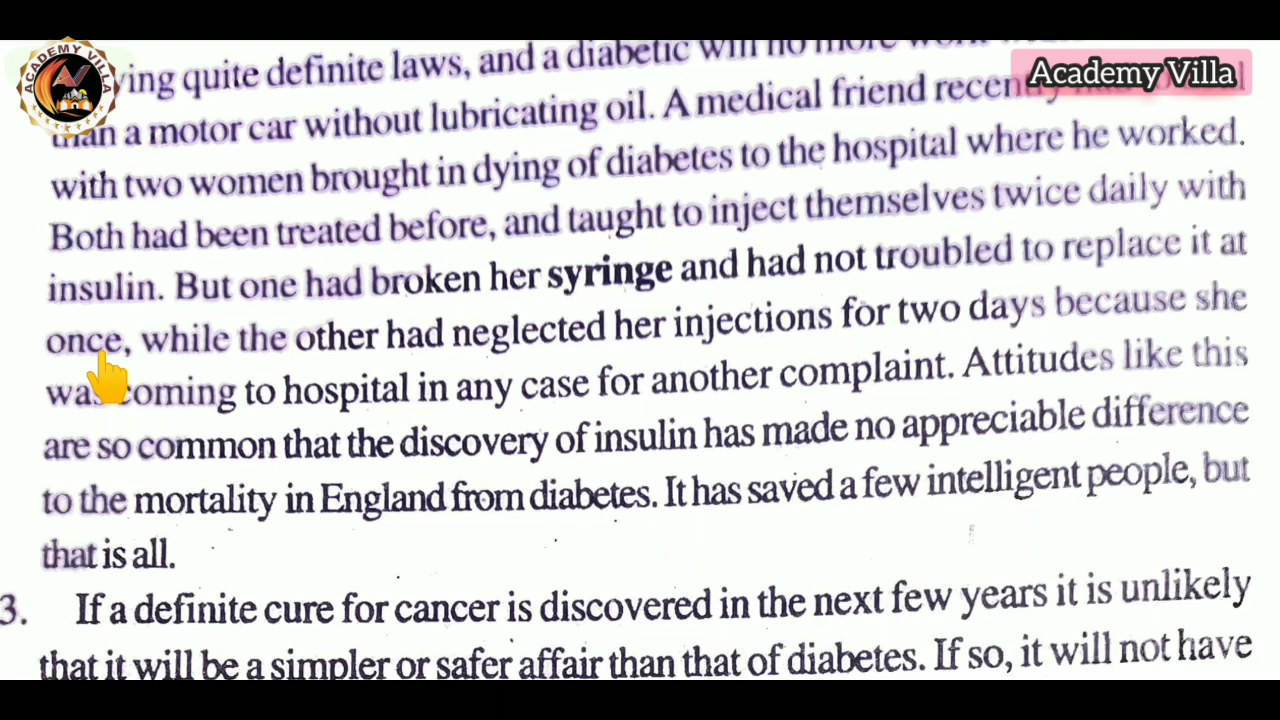 ACADEMY VILLA
Academy Villa
ying quite definite laws, and a diabetic will no more work
than a motor car without lubricating oil. A medical friend recently had
with two women brought in dying of diabetes to the hospital where he worked.
Both had been treated before, and taught to inject themselves twice daily with
insulin. But one had broken her syringe and had not troubled to replace it at
once, while the other had neglected her injections for two days because she
was coming to hospital in any case for another complaint. Attitudes like this
are so common that the discovery of insulin has made no appreciable difference
to the mortality in England from diabetes. It has saved a few intelligent people, but
that is all.
3. If a definite cure for cancer is discovered in the next few years it is unlikely
that it will be a simpler or safer affair than that of diabetes. If so, it will not have